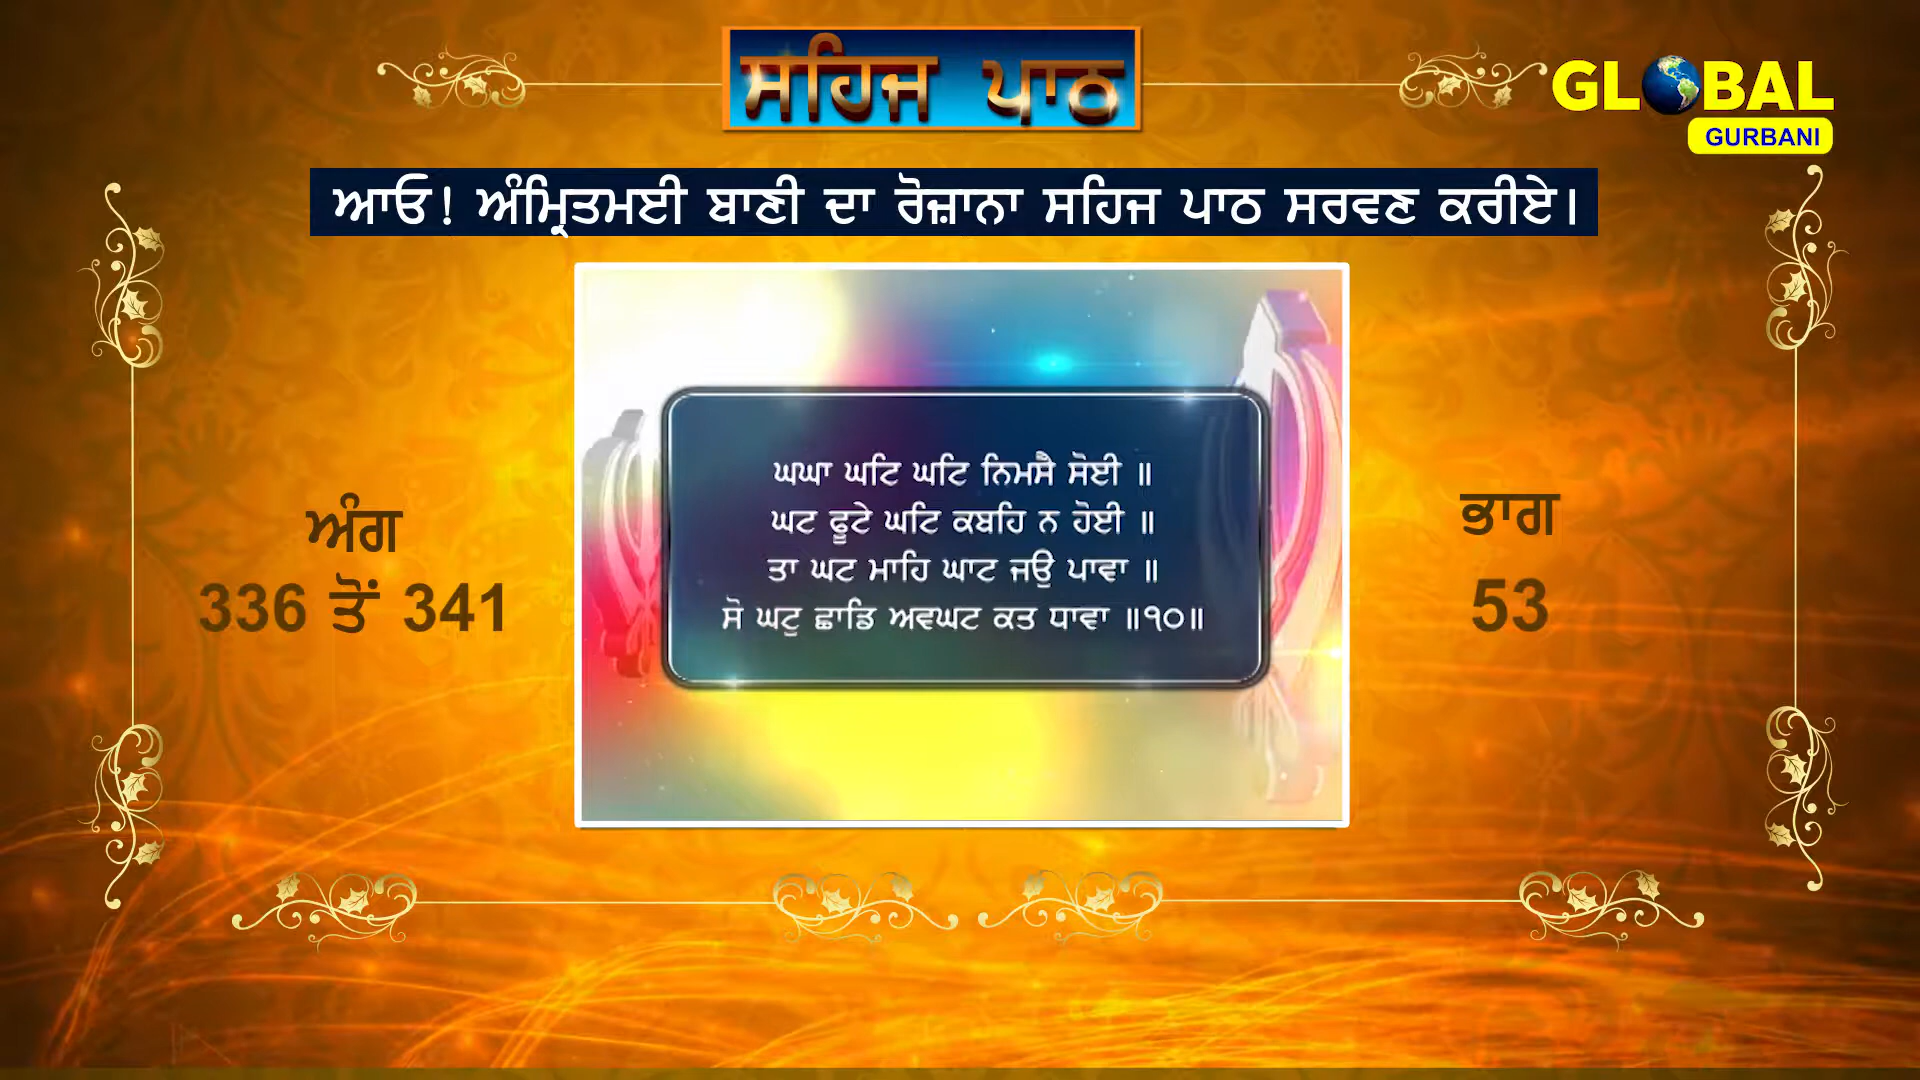 ਸਹਿਜ ਪਾਠ
GLOBAL
GURBANI
ਆਓ! ਅੰਮ੍ਰਿਤਮਈ ਬਾਣੀ ਦਾ ਰੋਜ਼ਾਨਾ ਸਹਿਜ ਪਾਠ ਸਰਵਣ ਕਰੀਏ।
ਘਘਾ ਘਟਿ ਘਟਿ ਨਿਮਸੈ ਸੋਈ ॥
ਘਟ ਫੂਟੇ ਘਟਿ ਕਬਹਿ ਨ ਹੋਈ ॥
ਤਾ ਘਟ ਮਾਹਿ ਘਾਟ ਜਉ ਪਾਵਾ ॥
ਸੋ ਘਟੁ ਛਾਡਿ ਅਵਘਟ ਕਤ ਧਾਵਾ ॥੧੦॥
ਅੰਗ
336 ਤੋਂ 341
ਭਾਗ
53